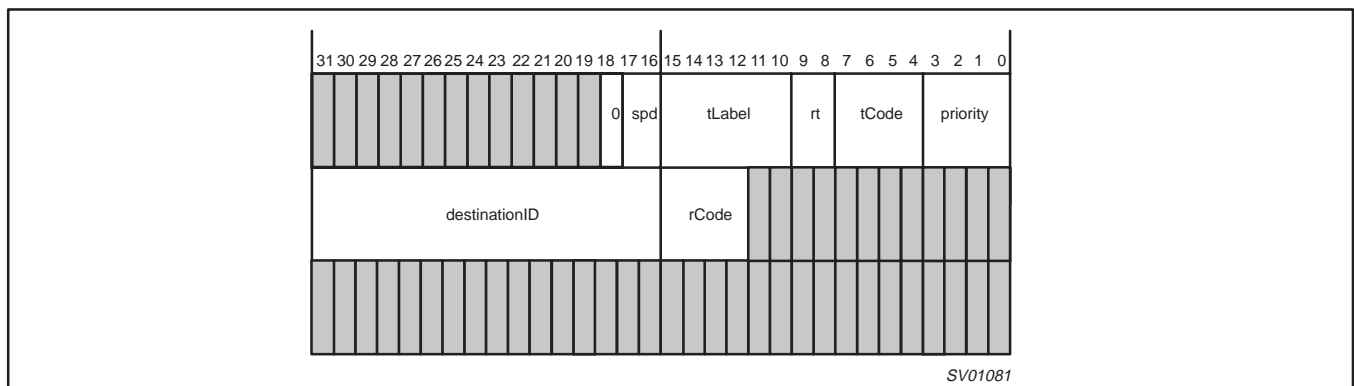 31 30 29 28 27 26 25 24 23 22 21 20 19 18 17 16 15 14 13 12 11 10 9 8 7 6 5 4 3 2 1 0
0 spd tLabel rt tCode priority
destinationID rCode
SV01081